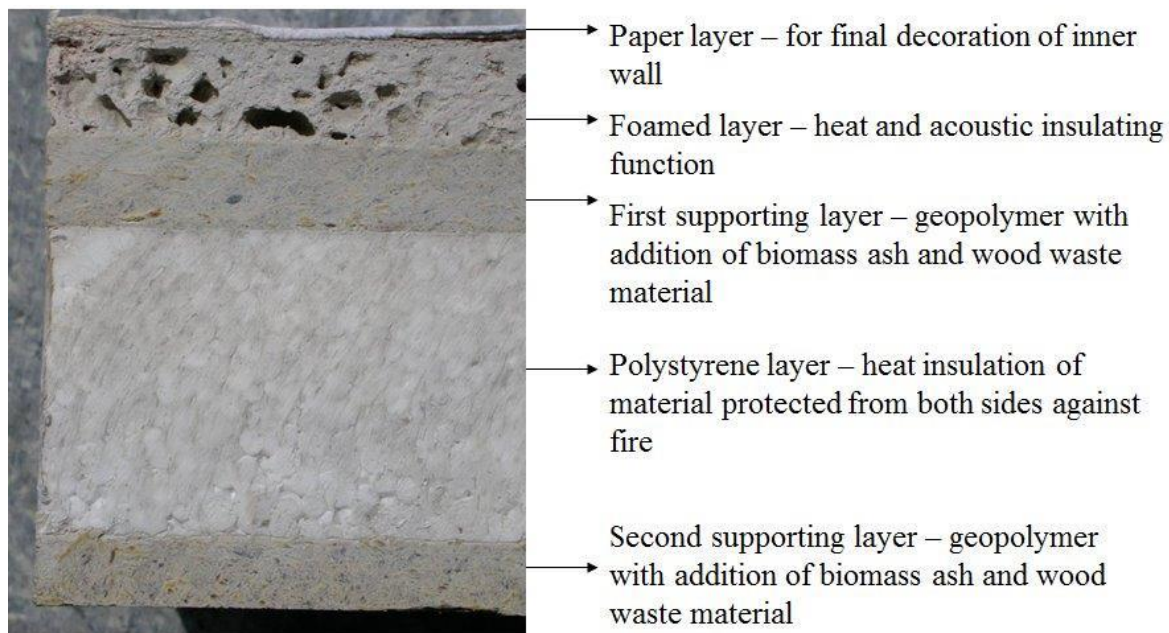 Paper layer – for final decoration of inner
wall
Foamed layer – heat and acoustic insulating
function
First supporting layer – geopolymer with
addition of biomass ash and wood waste
material
Polystyrene layer – heat insulation of
material protected from both sides against
fire
Second supporting layer – geopolymer
with addition of biomass ash and wood
waste material